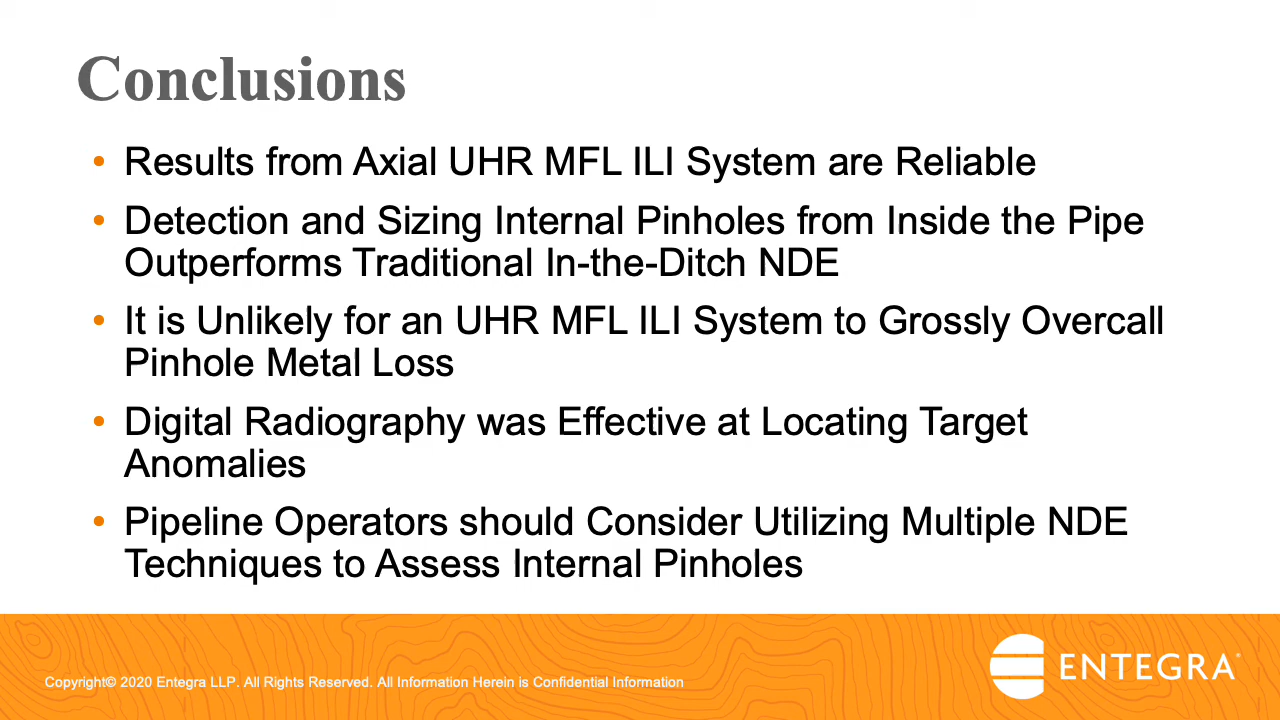 Conclusions
• Results from Axial UHR MFL ILI System are Reliable
• Detection and Sizing Internal Pinholes from Inside the Pipe
Outperforms Traditional In-the-Ditch NDE
• It is Unlikely for an UHR MFL ILI System to Grossly Overcall
Pinhole Metal Loss
• Digital Radiography was Effective at Locating Target
Anomalies
• Pipeline Operators should Consider Utilizing Multiple NDE
Techniques to Assess Internal Pinholes
Copyright© 2020 Entegra LLP. All Rights Reserved. All Information Herein is Confidential Information
ENTEGRA®